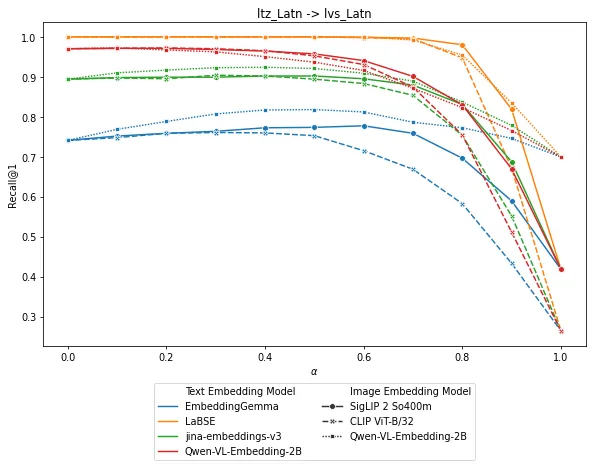 ltz_Latn -> lvs_Latn
Recall@1
1.0
0.9
0.8
0.7
0.6
0.5
0.4
0.3
0.0 0.2 0.4 0.6 0.8 1.0
α
Text Embedding Model
EmbeddingGemma
LaBSE
jina-embeddings-v3
Qwen-VL-Embedding-2B
Image Embedding Model
SigLIP 2 So400m
CLIP ViT-B/32
Qwen-VL-Embedding-2B